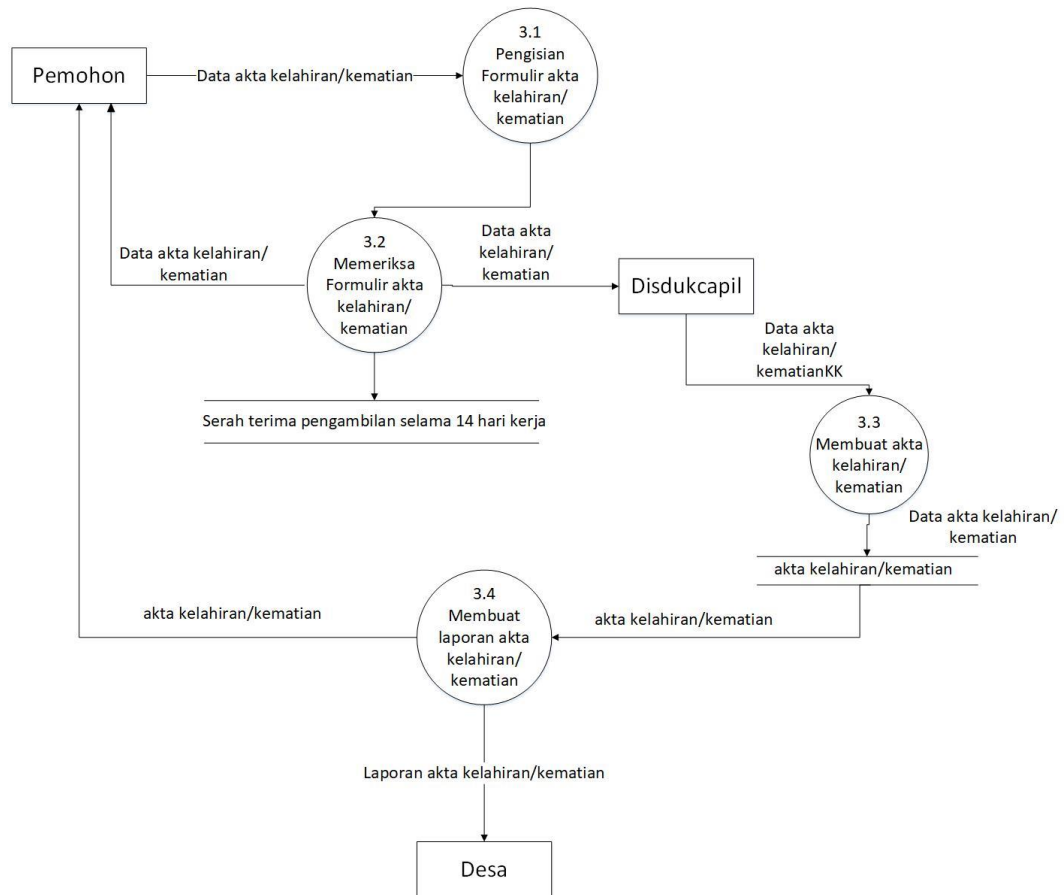 3.1
Pengisian
Formulir akta
kelahiran/
kematian
Pemohon
Data akta kelahiran/kematian
3.2
Memeriksa
Formulir akta
kelahiran/
kematian
Data akta kelahiran/
kematian
Data akta
kelahiran/
kematian
Disdukcapil
Data akta
kelahiran/
kematianKK
Serah terima pengambilan selama 14 hari kerja
3.3
Membuat akta
kelahiran/
kematian
Data akta kelahiran/
kematian
akta kelahiran/kematian
3.4
Membuat
laporan akta
kelahiran/
kematian
akta kelahiran/kematian
akta kelahiran/kematian
Laporan akta kelahiran/kematian
Desa